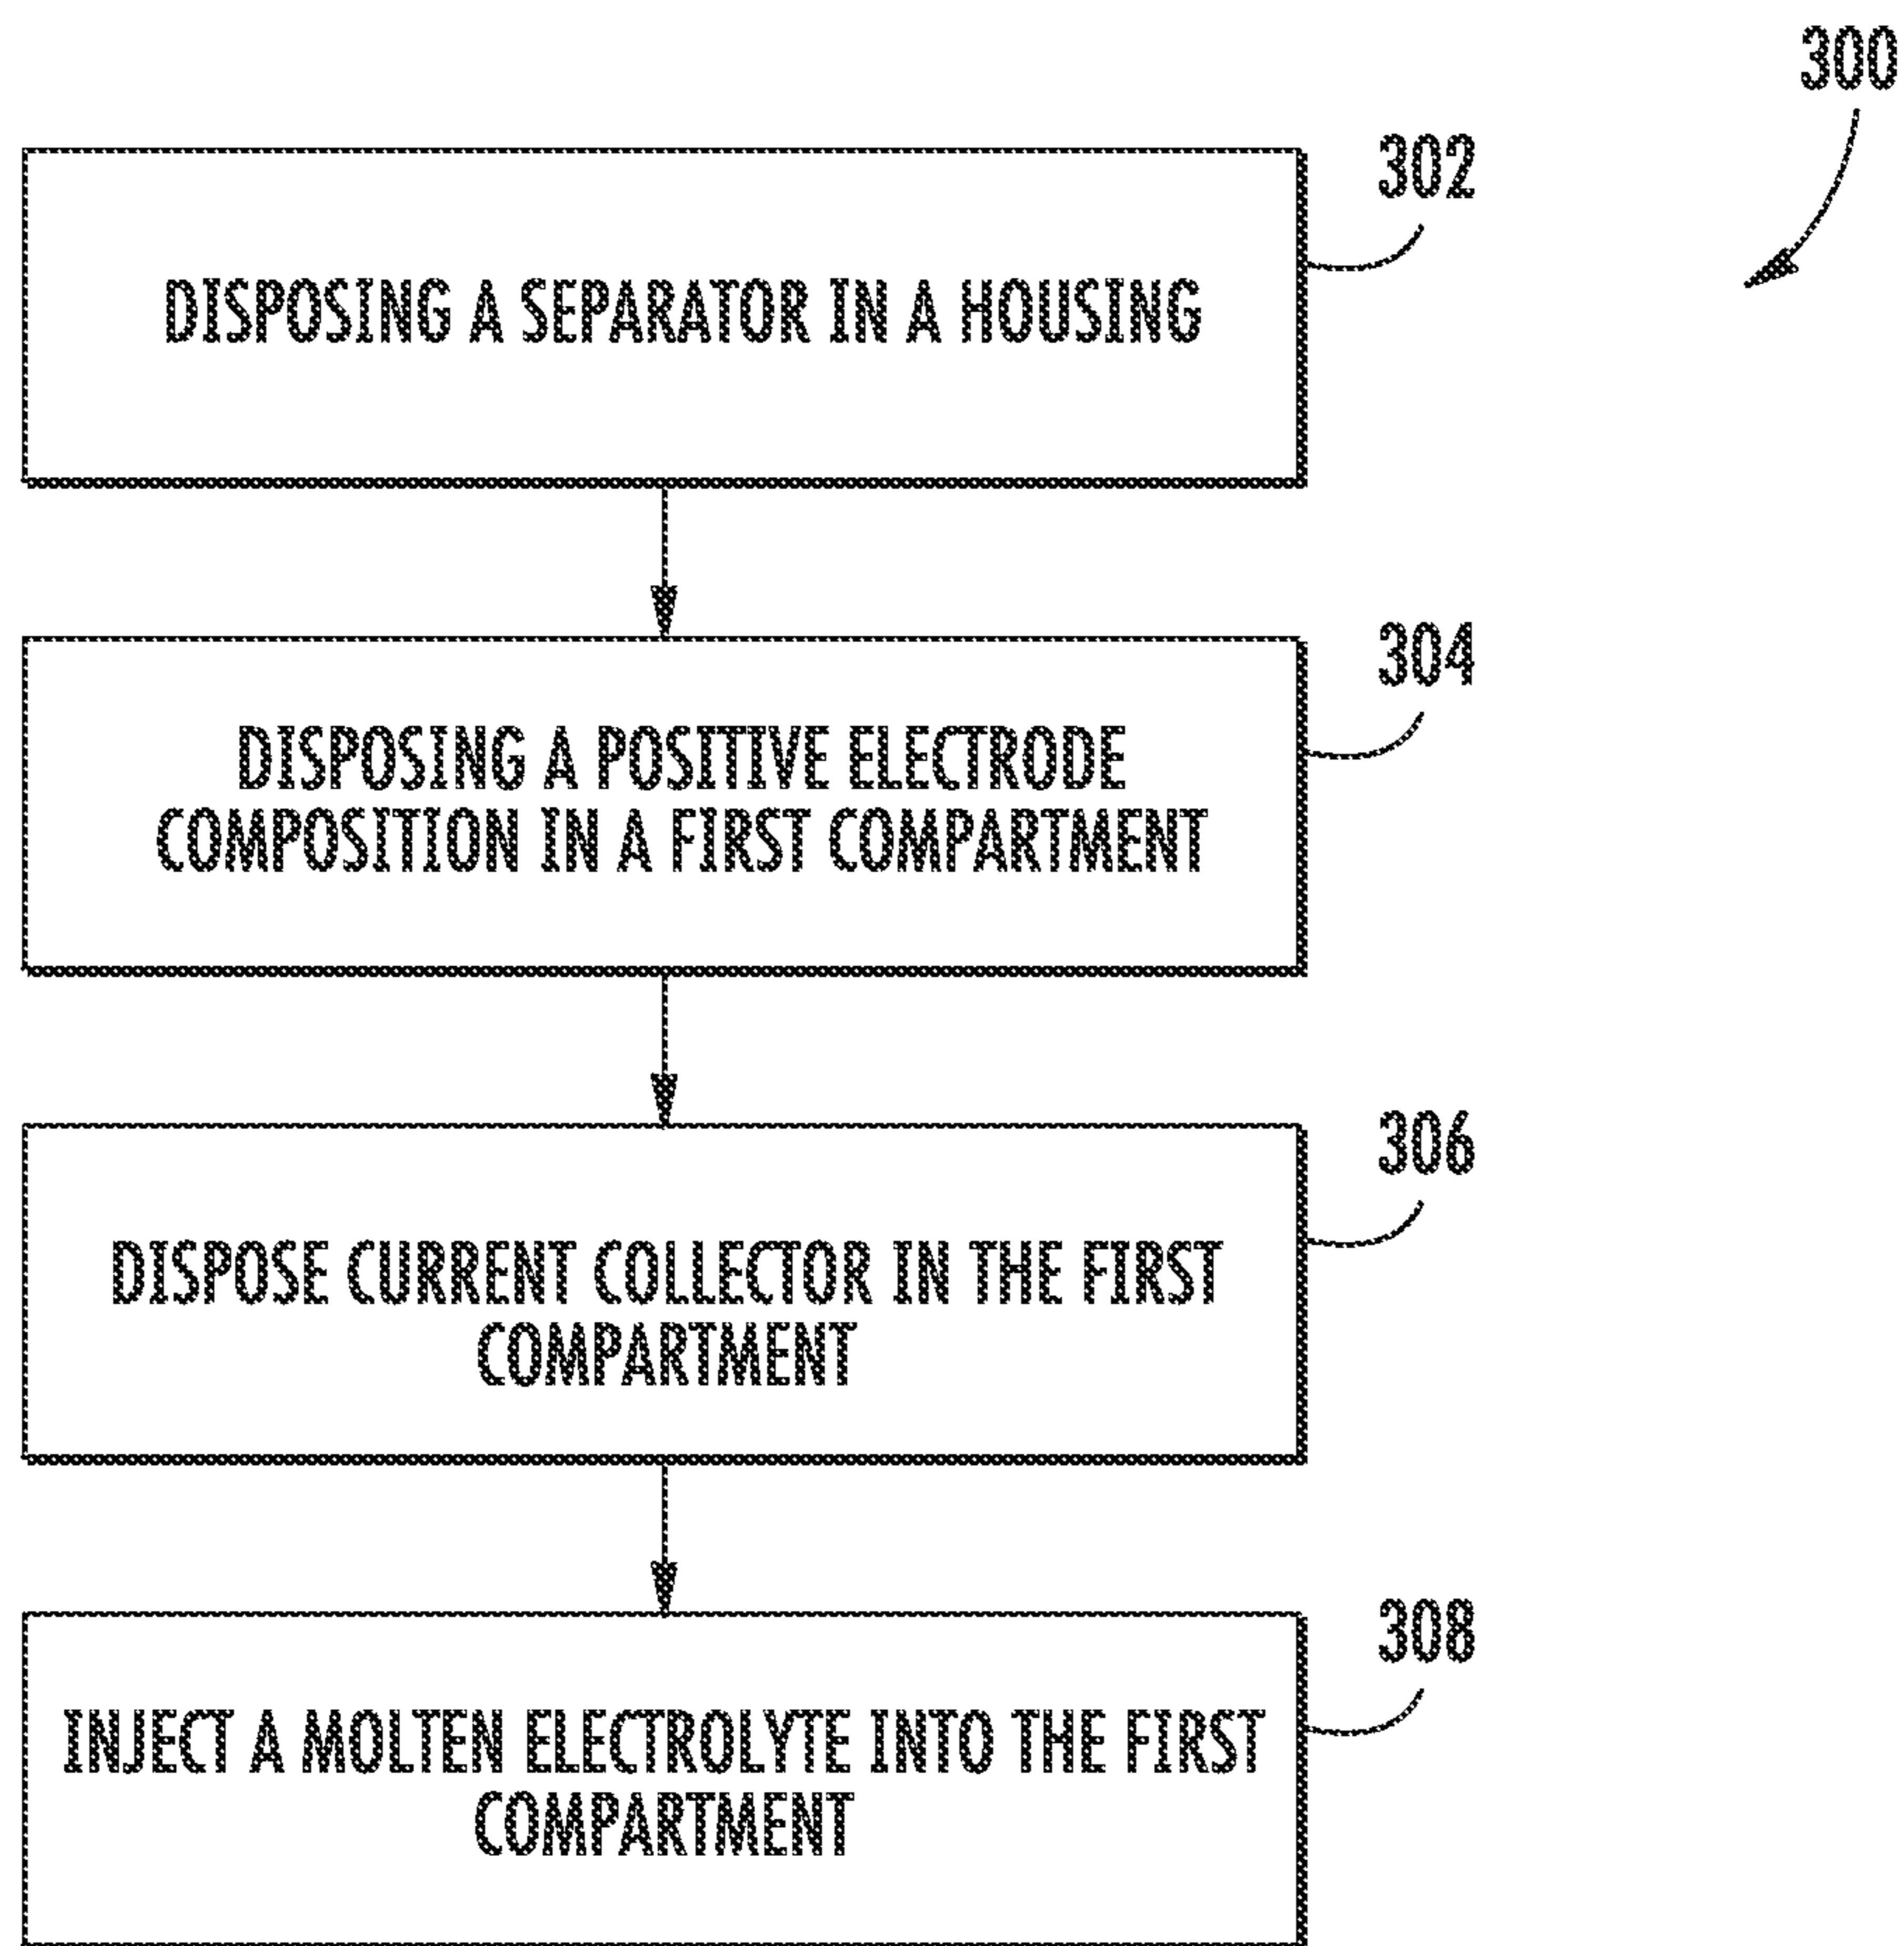 300
302
DISPOSING A SEPARATOR IN A HOUSING
304
DISPOSING A POSITIVE ELECTRODE
COMPOSITION IN A FIRST COMPARTMENT
306
DISPOSE CURRENT COLLECTOR IN THE FIRST
COMPARTMENT
308
INJECT A MOLTEN ELECTROLYTE INTO THE FIRST
COMPARTMENT